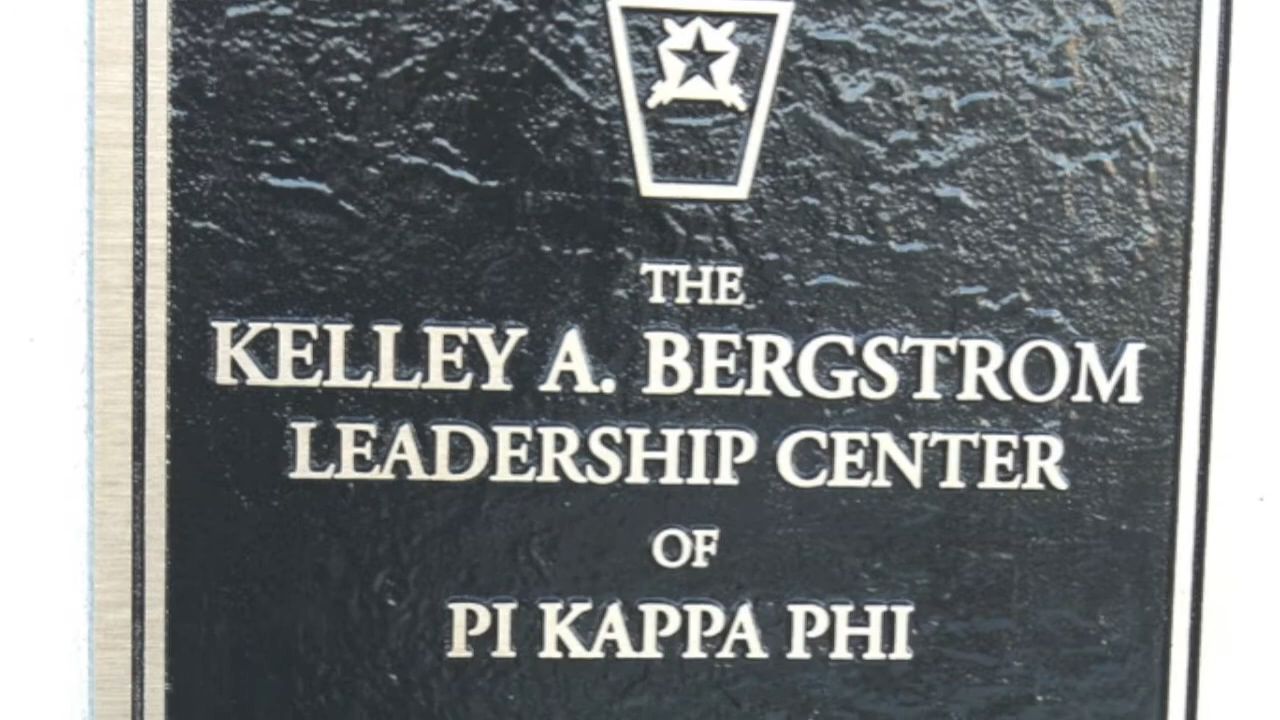 THE
KELLEY A. BERGSTROM
LEADERSHIP CENTER
OF
PI KAPPA PHI